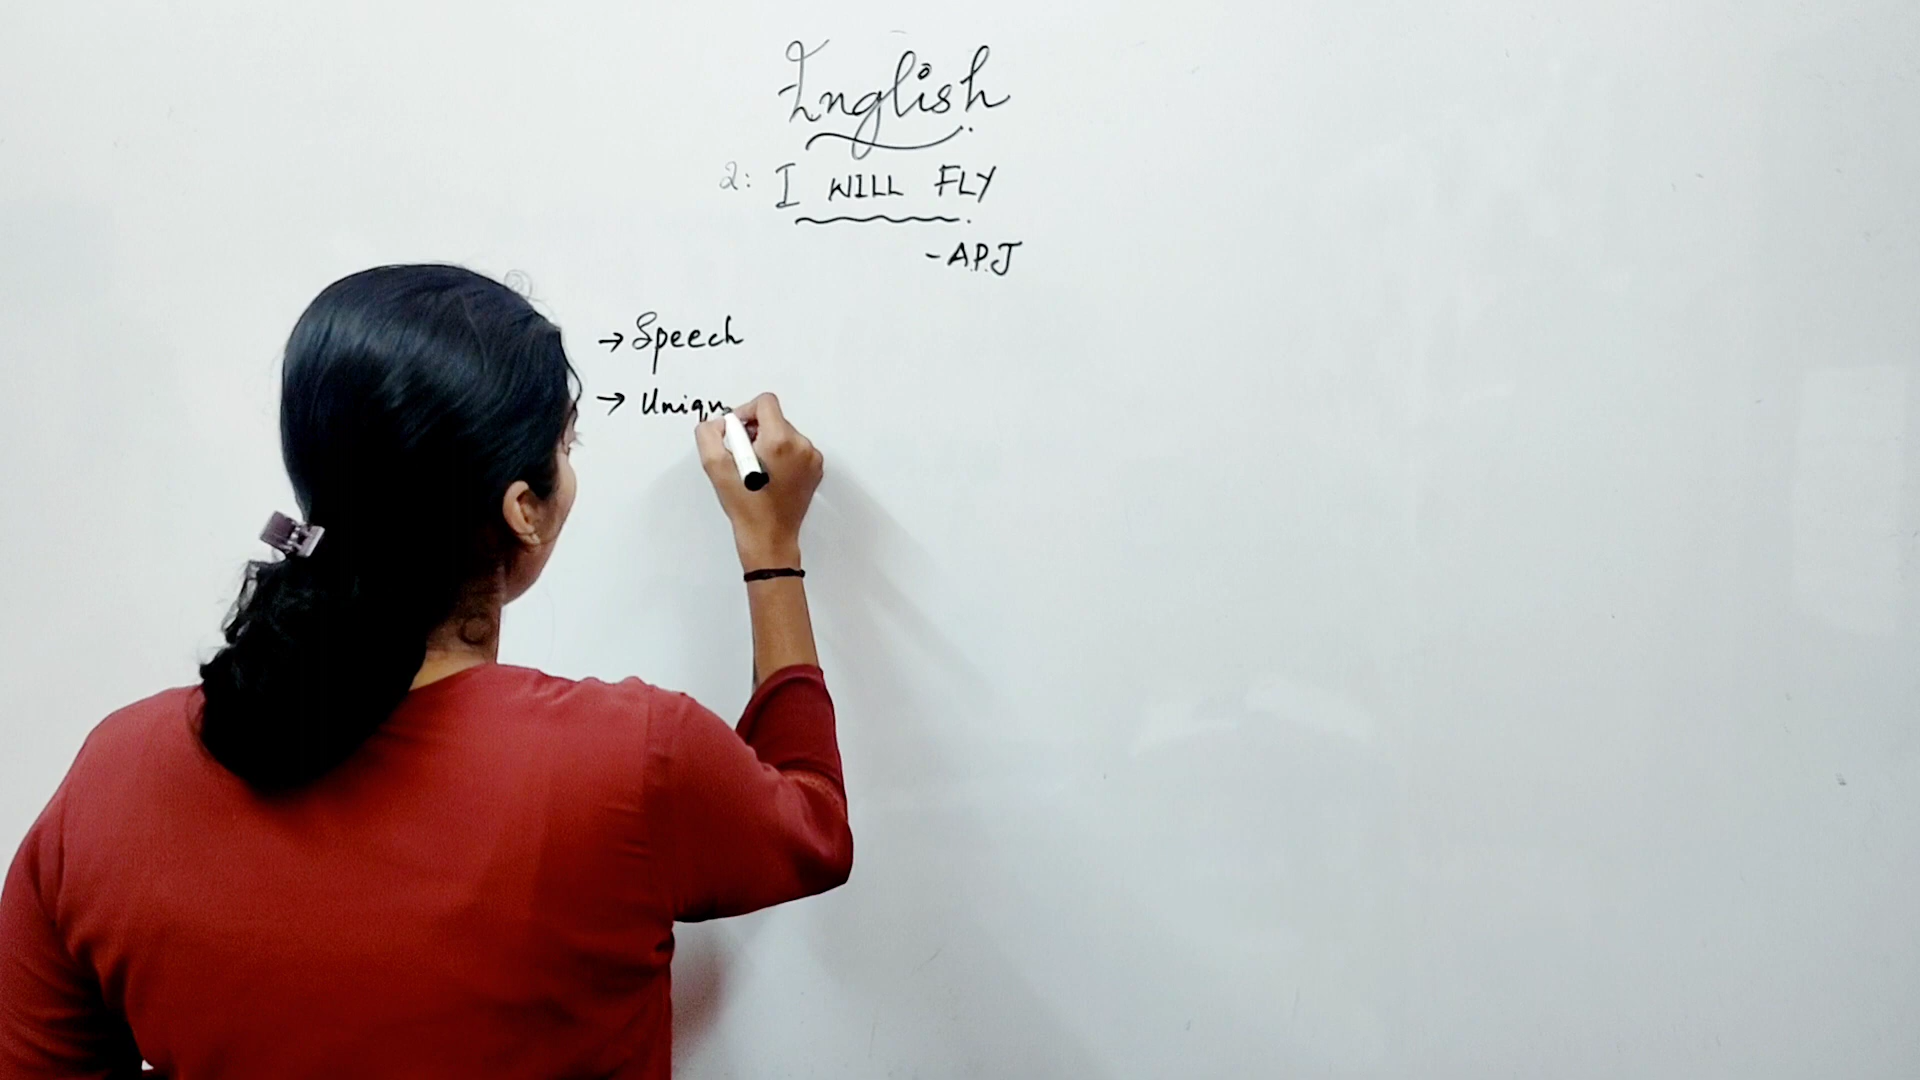 English
2: I WILL FLY
- A.P.J
→ Speech
→ Uniqu